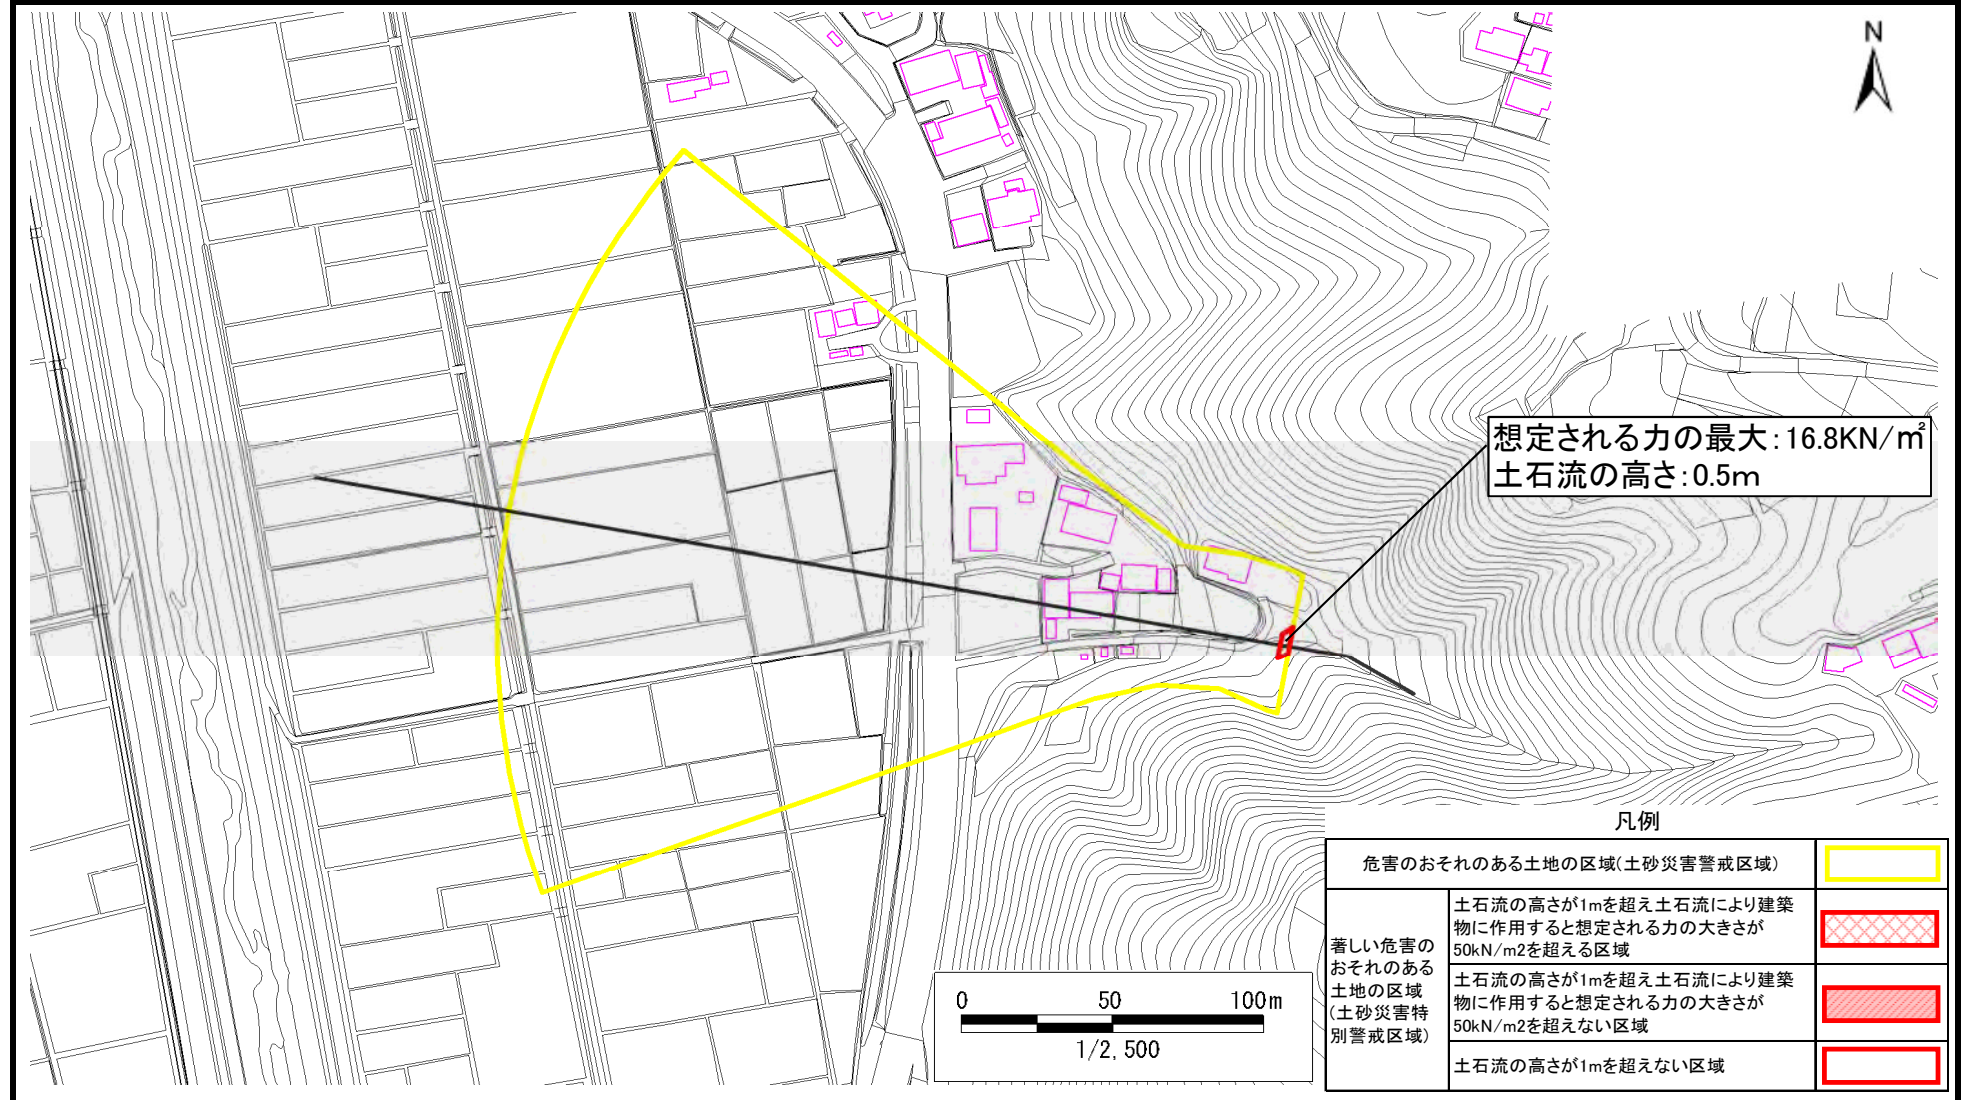 N
想定される力の最大:16.8KN/㎡
土石流の高さ:0.5m
凡例
危害のおそれのある土地の区域(土砂災害警戒区域)
著しい危害の
おそれのある
土地の区域
(土砂災害特
別警戒区域)
土石流の高さが1mを超え土石流により建築
物に作用すると想定される力の大きさが
50kN/m2を超える区域
土石流の高さが1mを超え土石流により建築
物に作用すると想定される力の大きさが
50kN/m2を超えない区域
土石流の高さが1mを超えない区域
0 50 100m
1/2,500